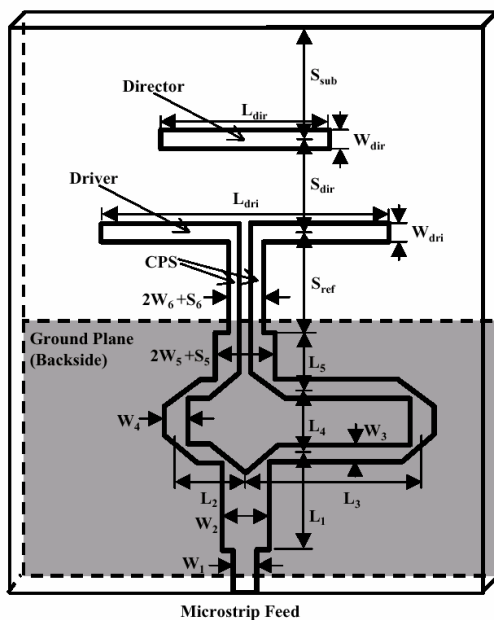 S_sub
Director
L_dir
W_dir
S_dir
Driver
L_dri
W_dri
CPS
S_ref
2W_6+S_6
Ground Plane
(Backside)
2W_5+S_5
L_5
W_4
L_4
W_3
L_2
L_3
W_2
L_1
W_1
Microstrip Feed